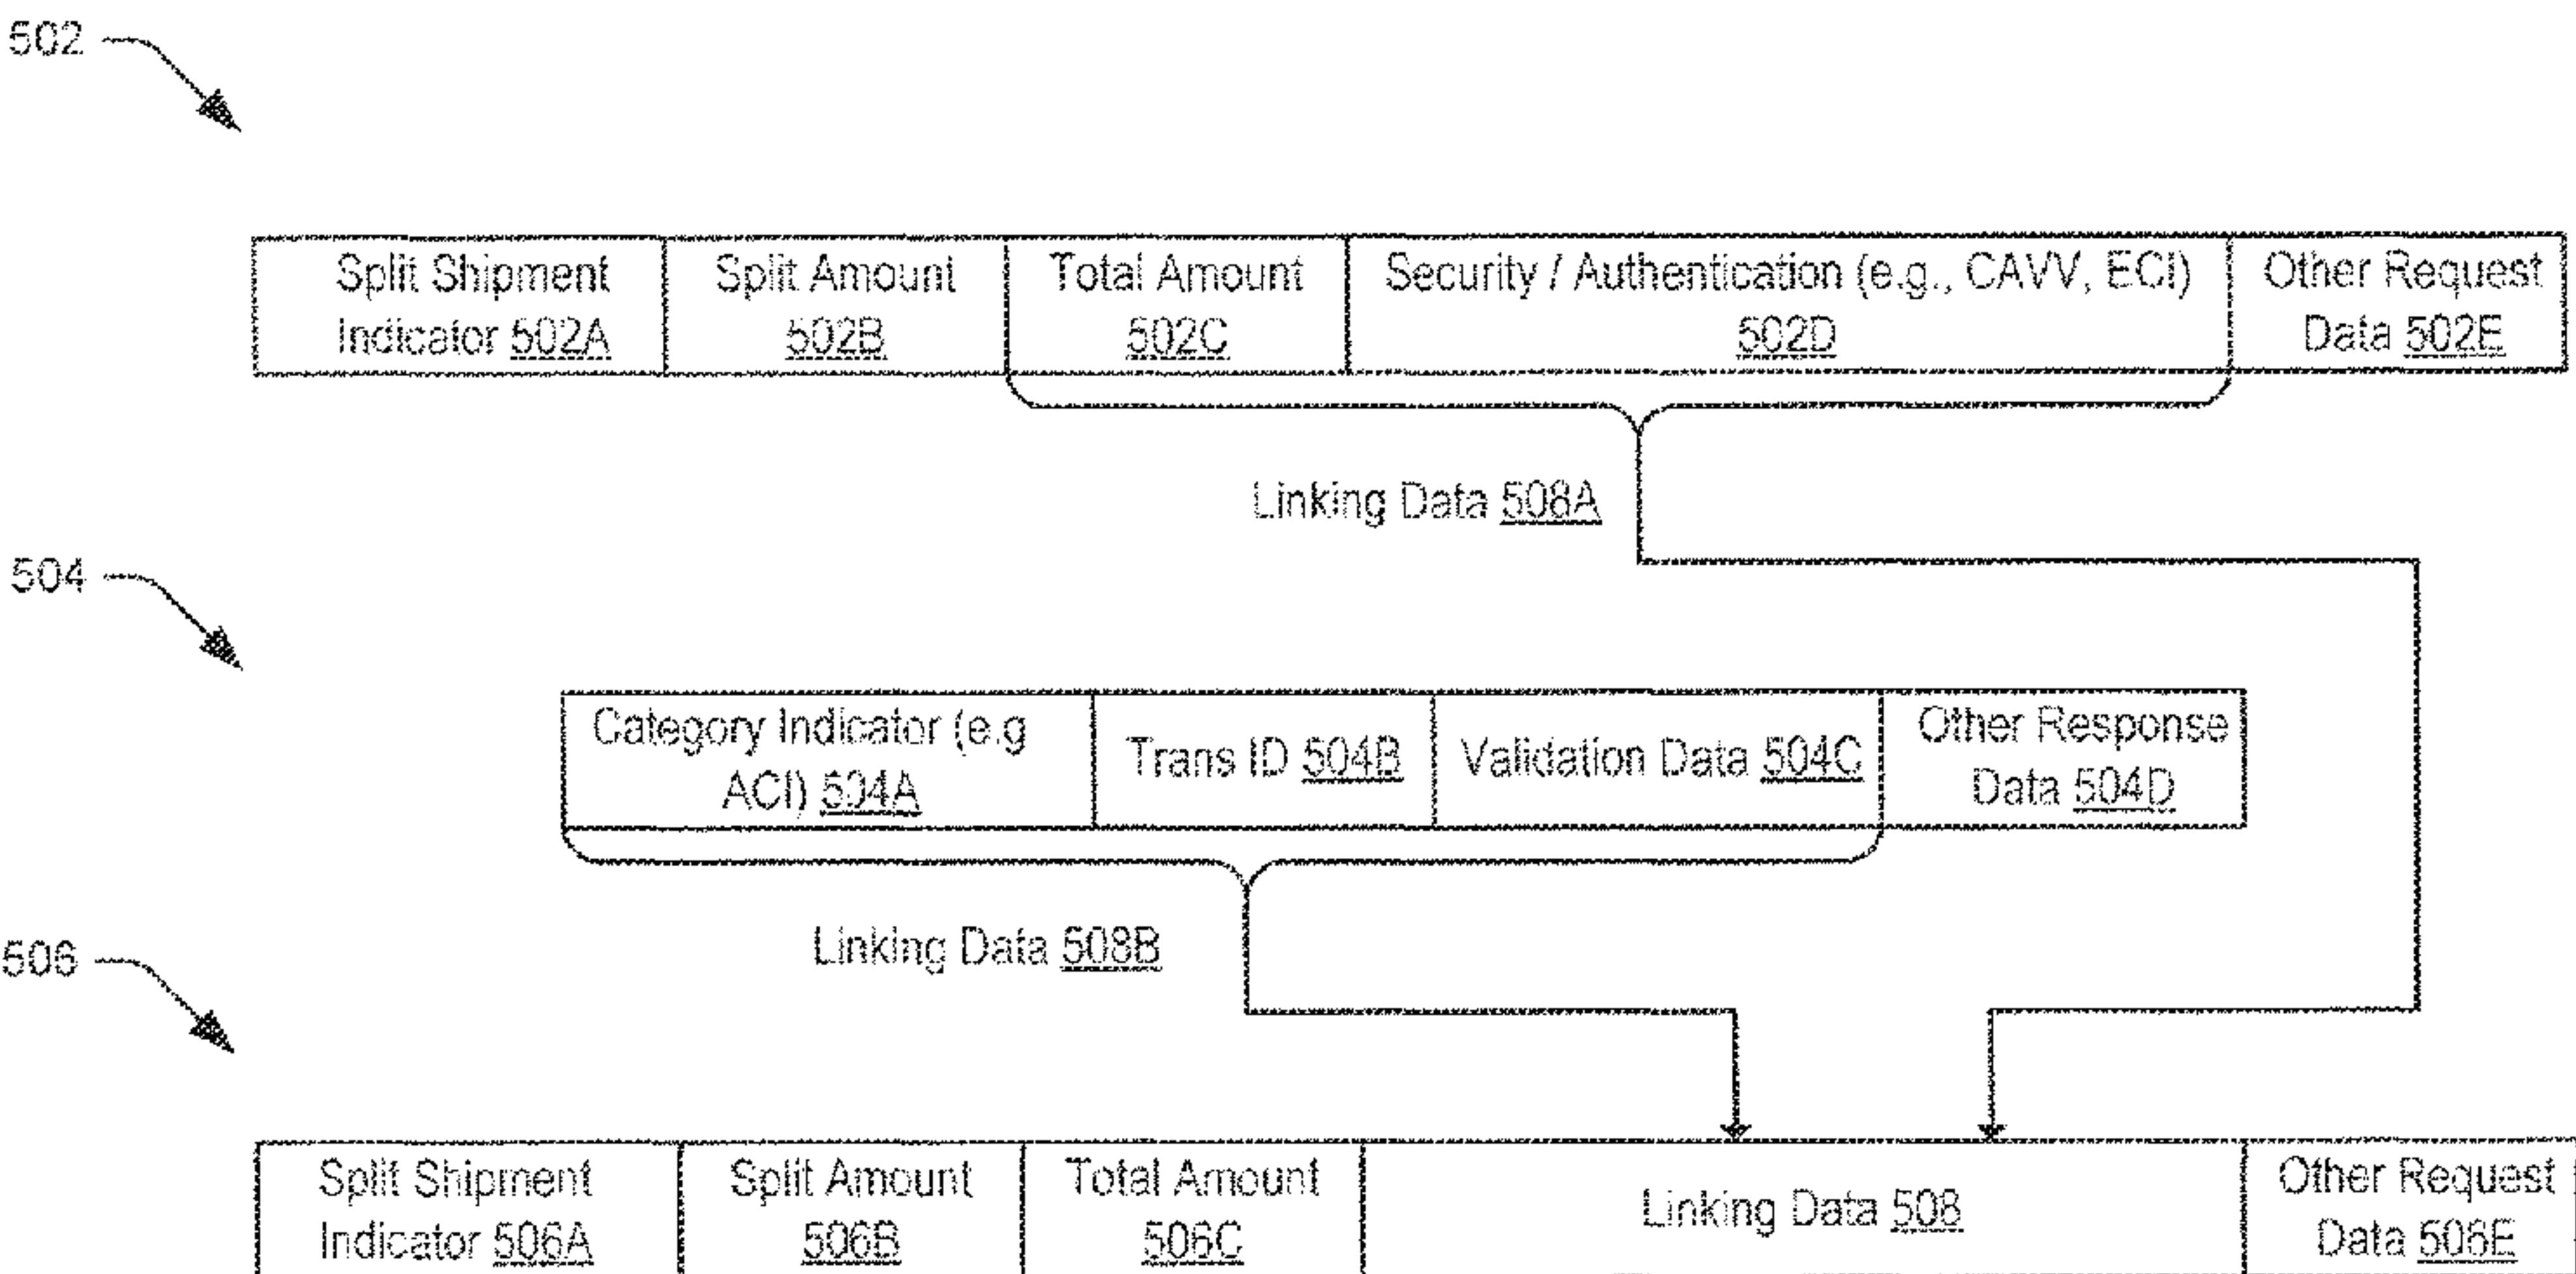 502
Split Shipment
Indicator 502A
Split Amount
502B
Total Amount
502C
Security / Authentication (e.g., CAVV, ECI)
502D
Other Request
Data 502E
Linking Data 508A
504
Category Indicator (e.g
ACI) 504A
Trans ID 504B
Validation Data 504C
Other Response
Data 504D
Linking Data 508B
506
Split Shipment
Indicator 506A
Split Amount
506B
Total Amount
506C
Linking Data 508
Other Request
Data 506E